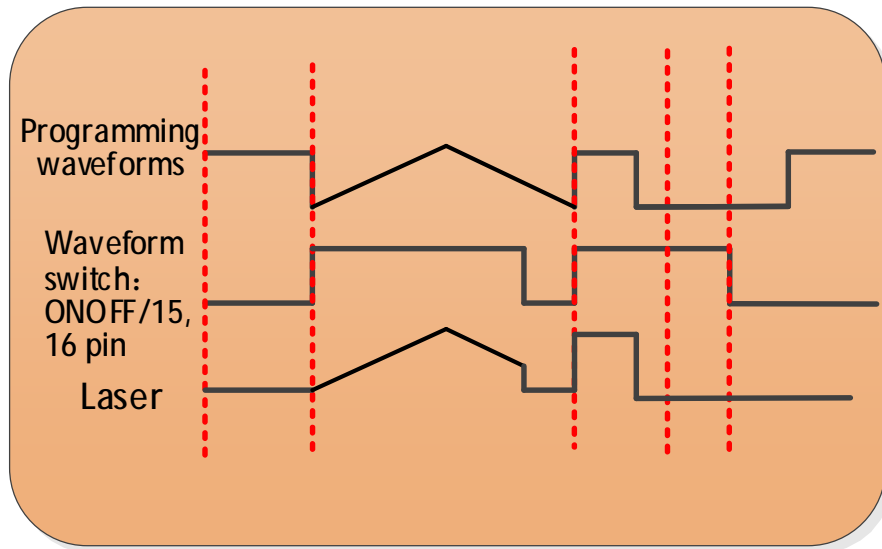 Programming
waveforms
Waveform
switch：
ONOFF/15,
16 pin
Laser